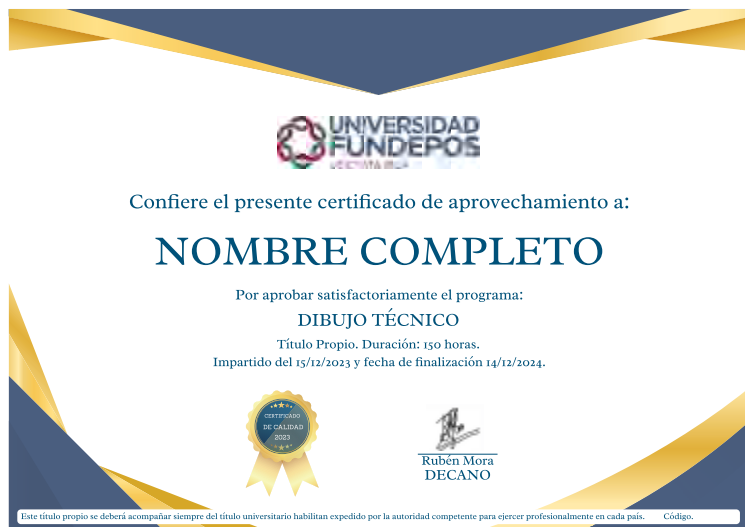 UNIVERSIDAD
FUNDEPOS
Confiere el presente certificado de aprovechamiento a:
NOMBRE COMPLETO
Por aprobar satisfactoriamente el programa:
DIBUJO TÉCNICO
Título Propio. Duración: 150 horas.
Impartido del 15/12/2023 y fecha de finalización 14/12/2024.
CERTIFICADO
DE CALIDAD
2023
Rubén Mora
DECANO
Este título propio se deberá acompañar siempre del título universitario habilitan expedido por la autoridad competente para ejercer profesionalmente en cada país. Código.